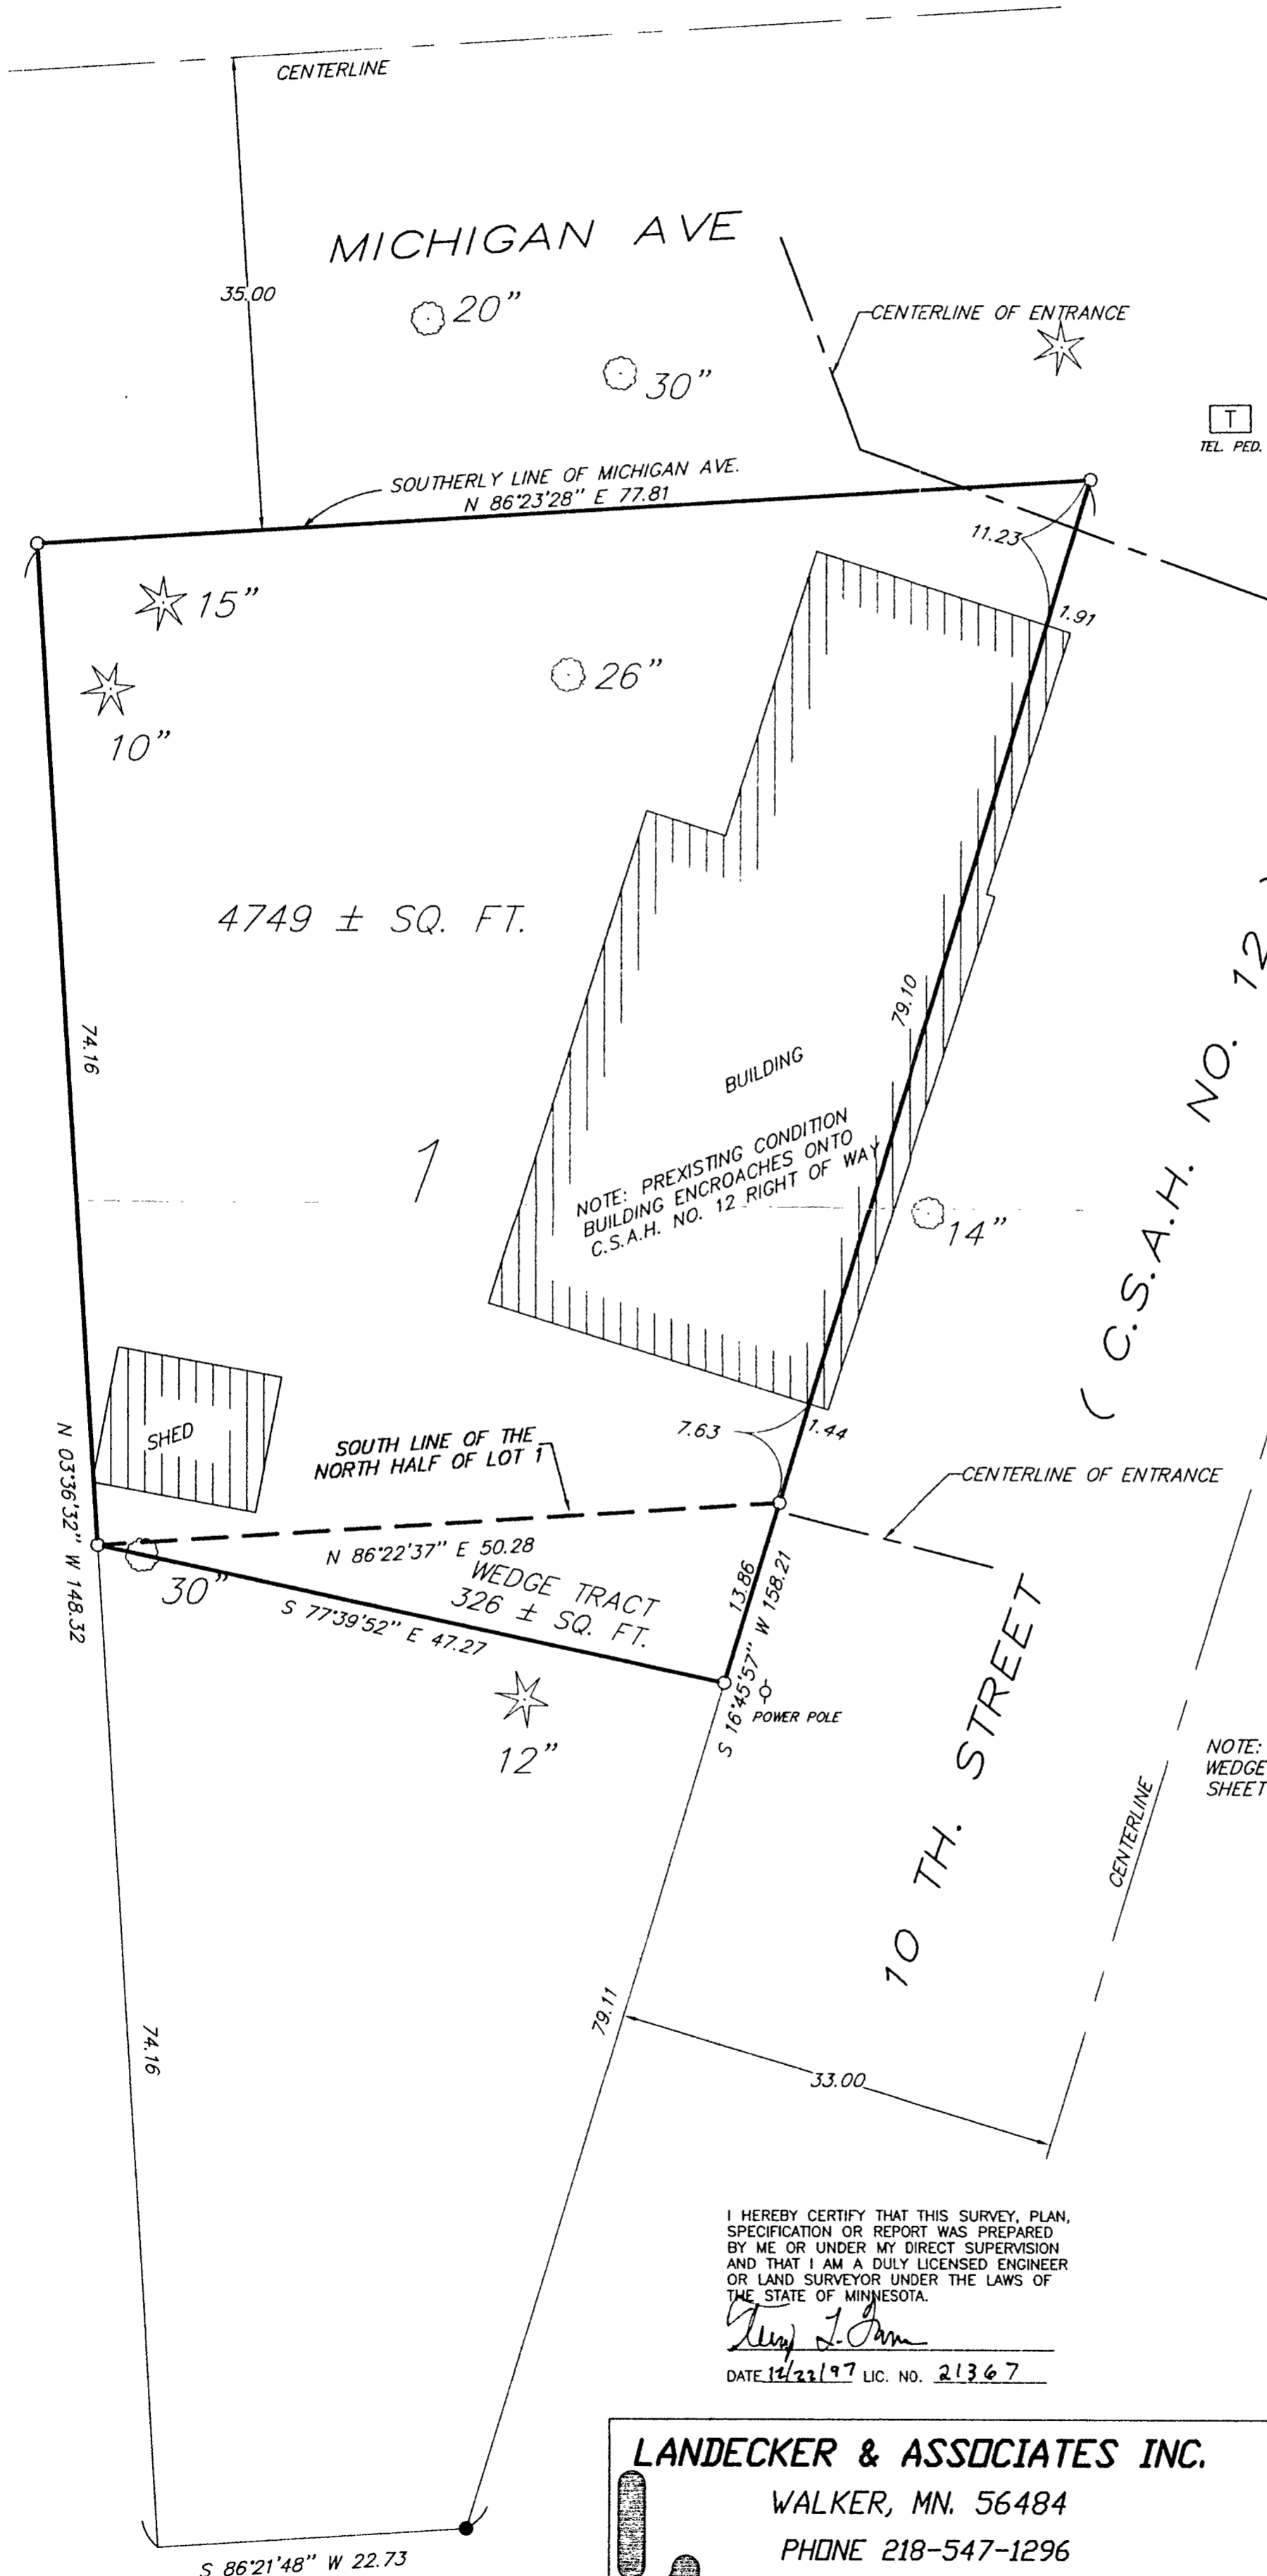 CENTERLINE
MICHIGAN AVE
35.00
20"
CENTERLINE OF ENTRANCE
30"
T
TEL. PED.
SOUTHERLY LINE OF MICHIGAN AVE.
N 86°23'28" E 77.81
11.23
1.91
15"
26"
10"
4749 ± SQ. FT.
( C.S.A.H. NO. 12 )
79.10
74.16
BUILDING
1
NOTE: PREXISTING CONDITION
BUILDING ENCROACHES ONTO
C.S.A.H. NO. 12 RIGHT OF WAY
14"
SHED
7.63
1.44
SOUTH LINE OF THE
NORTH HALF OF LOT 1
CENTERLINE OF ENTRANCE
N 03°36'32" W 148.32
N 86°22'37" E 50.28
30"
WEDGE TRACT
326 ± SQ. FT.
13.86
S 16°45'57" W 158.21
S 77°39'52" E 47.27
POWER POLE
12"
10 TH. STREET
NOTE:
WEDGE
SHEET
CENTERLINE
79.11
74.16
33.00
I HEREBY CERTIFY THAT THIS SURVEY, PLAN,
SPECIFICATION OR REPORT WAS PREPARED
BY ME OR UNDER MY DIRECT SUPERVISION
AND THAT I AM A DULY LICENSED ENGINEER
OR LAND SURVEYOR UNDER THE LAWS OF
THE STATE OF MINNESOTA.
DATE 12/22/97 LIC. NO. 21367
LANDECKER & ASSOCIATES INC.
WALKER, MN. 56484
PHONE 218-547-1296
S 86°21'48" W 22.73